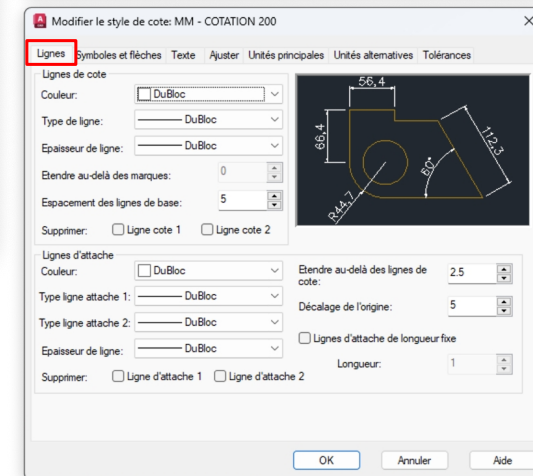 Modifier le style de cote: MM - COTATION 200
Lignes Symboles et flèches Texte Ajuster Unités principales Unités alternatives Tolérances
Lignes de cote
Couleur: DuBloc
Type de ligne: DuBloc
Epaisseur de ligne: DuBloc
Etendre au-delà des marques: 0
Espacement des lignes de base: 5
Supprimer: Ligne cote 1 Ligne cote 2
56,4
66,4
112,3
60°
R44,7
Lignes d'attache
Couleur: DuBloc
Type ligne attache 1: DuBloc
Type ligne attache 2: DuBloc
Epaisseur de ligne: DuBloc
Supprimer: Ligne d'attache 1 Ligne d'attache 2
Etendre au-delà des lignes de
cote: 2.5
Décalage de l'origine: 5
Lignes d'attache de longueur fixe
Longueur: 1
OK Annuler Aide